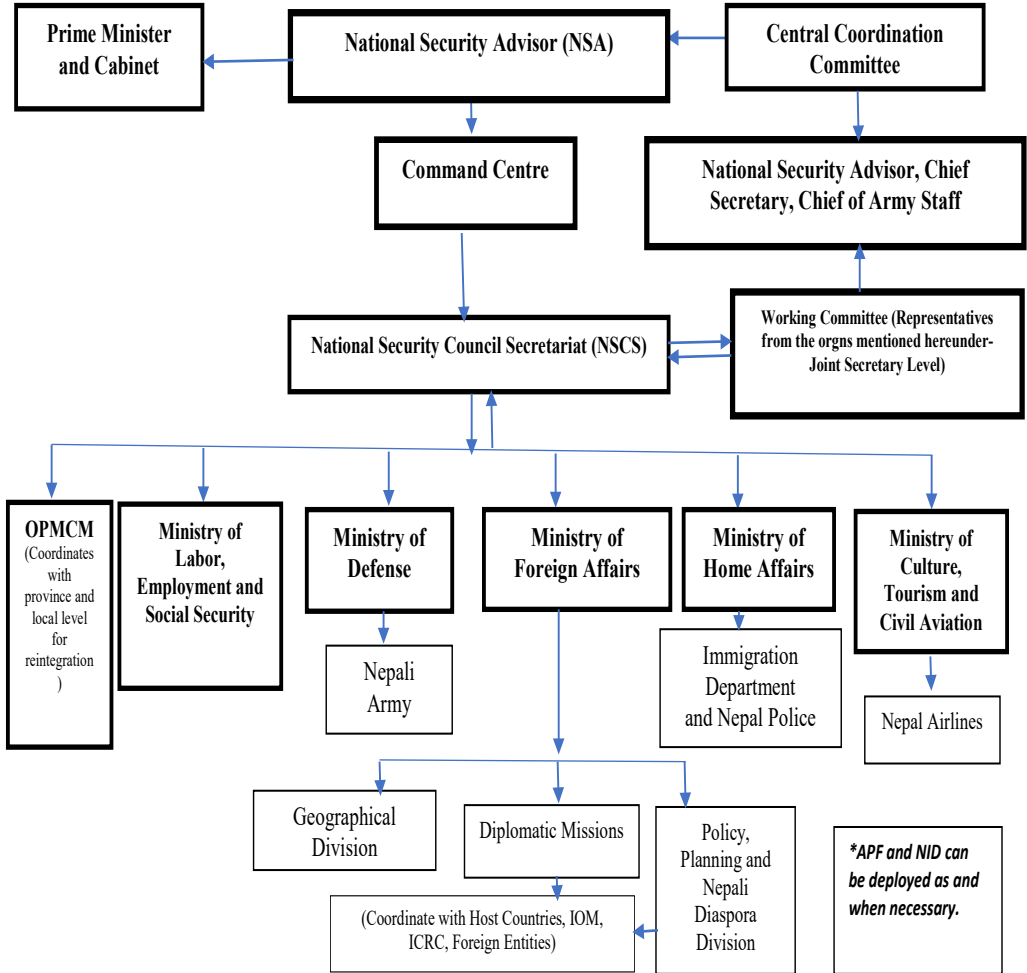 Prime Minister
and Cabinet
National Security Advisor (NSA)
Central Coordination
Committee
Command Centre
National Security Advisor, Chief
Secretary, Chief of Army Staff
National Security Council Secretariat (NSCS)
Working Committee (Representatives
from the orgns mentioned hereunder-
Joint Secretary Level)
OPMCM
(Coordinates
with
province and
local level
for
reintegration
)
Ministry of
Labor,
Employment and
Social Security
Ministry of
Defense
Ministry of
Foreign Affairs
Ministry of
Home Affairs
Ministry of
Culture,
Tourism and
Civil Aviation
Nepali
Army
Immigration
Department
and Nepal Police
Nepal Airlines
Geographical
Division
Diplomatic Missions
Policy,
Planning and
Nepali
Diaspora
Division
(Coordinate with Host Countries, IOM,
ICRC, Foreign Entities)
*APF and NID can
be deployed as and
when necessary.